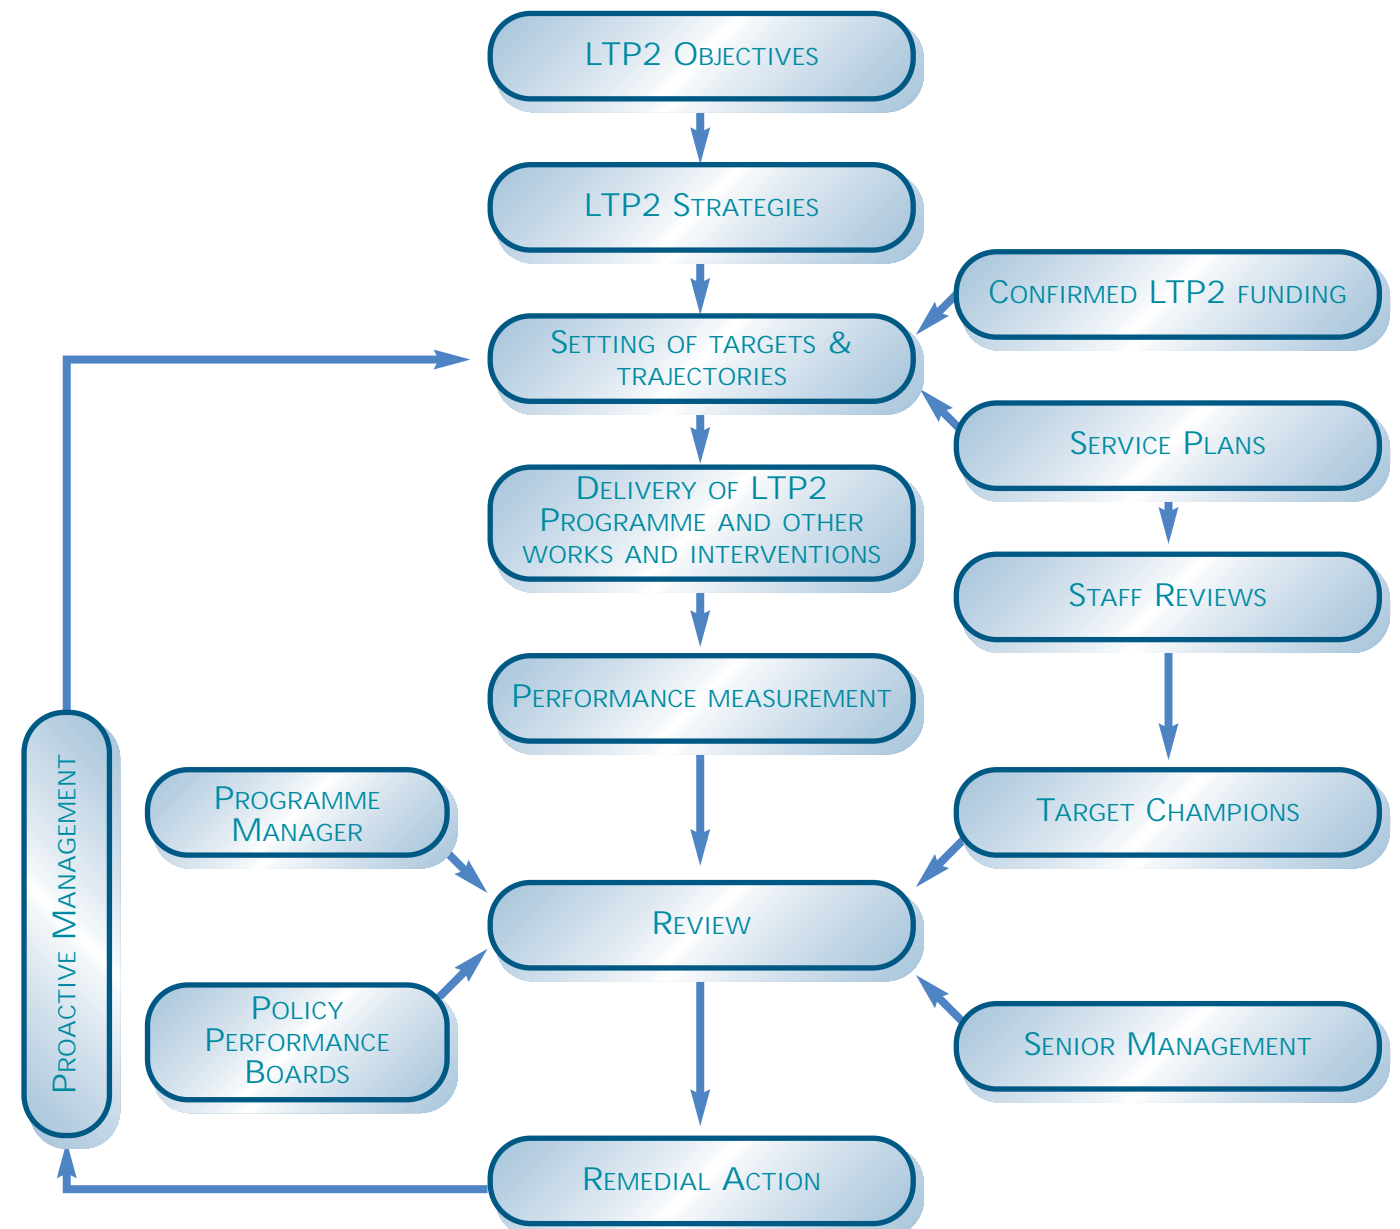 LTP2 Objectives
LTP2 Strategies
Confirmed LTP2 funding
Setting of targets &
trajectories
Service Plans
Delivery of LTP2
Programme and other
works and interventions
Staff Reviews
Performance measurement
Proactive Management
Programme
Manager
Target Champions
Review
Policy
Performance
Boards
Senior Management
Remedial Action